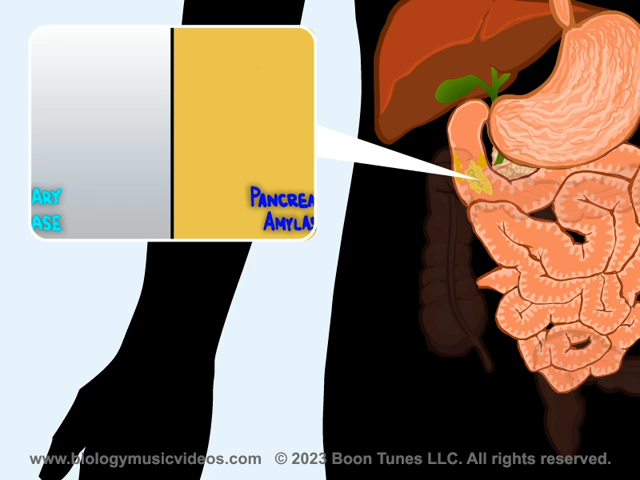 ARY
ASE
PANCREA
AMYLAS
www.biologymusicvideos.com © 2023 Boon Tunes LLC. All rights reserved.